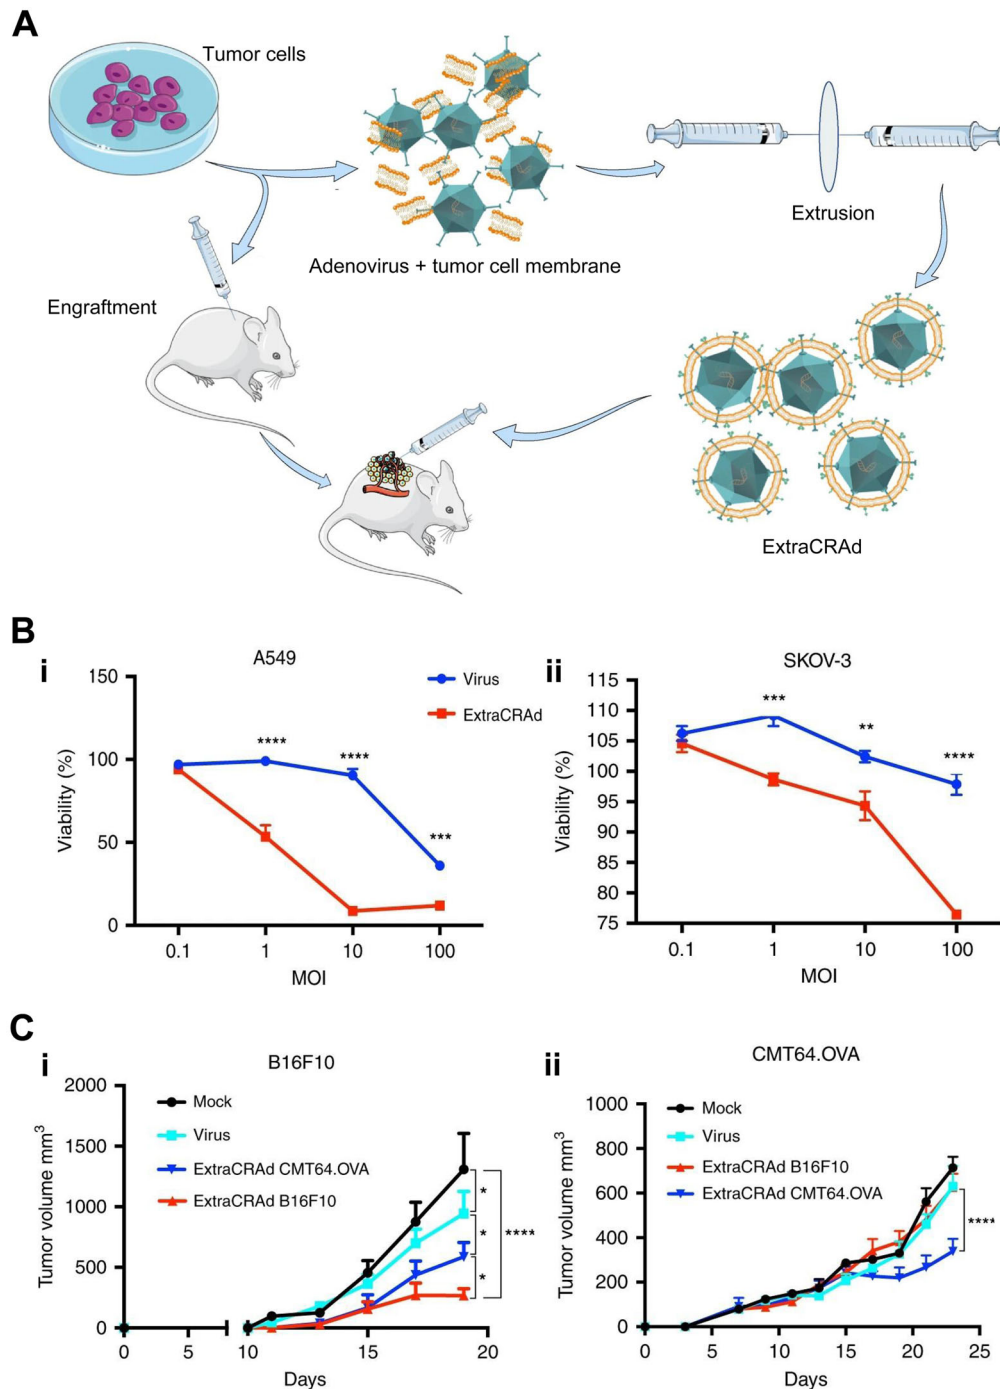 A
Tumor cells
Extrusion
Adenovirus + tumor cell membrane
Engraftment
ExtraCRAd
B
i
A549
Virus
ExtraCRAd
150
100
50
0
Viability (%)
****
****
***
0.1 1 10 100
MOI
ii
SKOV-3
115
110
105
100
95
90
85
80
75
Viability (%)
***
**
****
0.1 1 10 100
MOI
C
i
B16F10
Mock
Virus
ExtraCRAd CMT64.OVA
ExtraCRAd B16F10
2000
1500
1000
500
0
Tumor volume mm³
*
*
*
****
0 5 10 15 20
Days
ii
CMT64.OVA
Mock
Virus
ExtraCRAd B16F10
ExtraCRAd CMT64.OVA
1000
800
600
400
200
0
Tumor volume mm³
****
0 5 10 15 20 25
Days